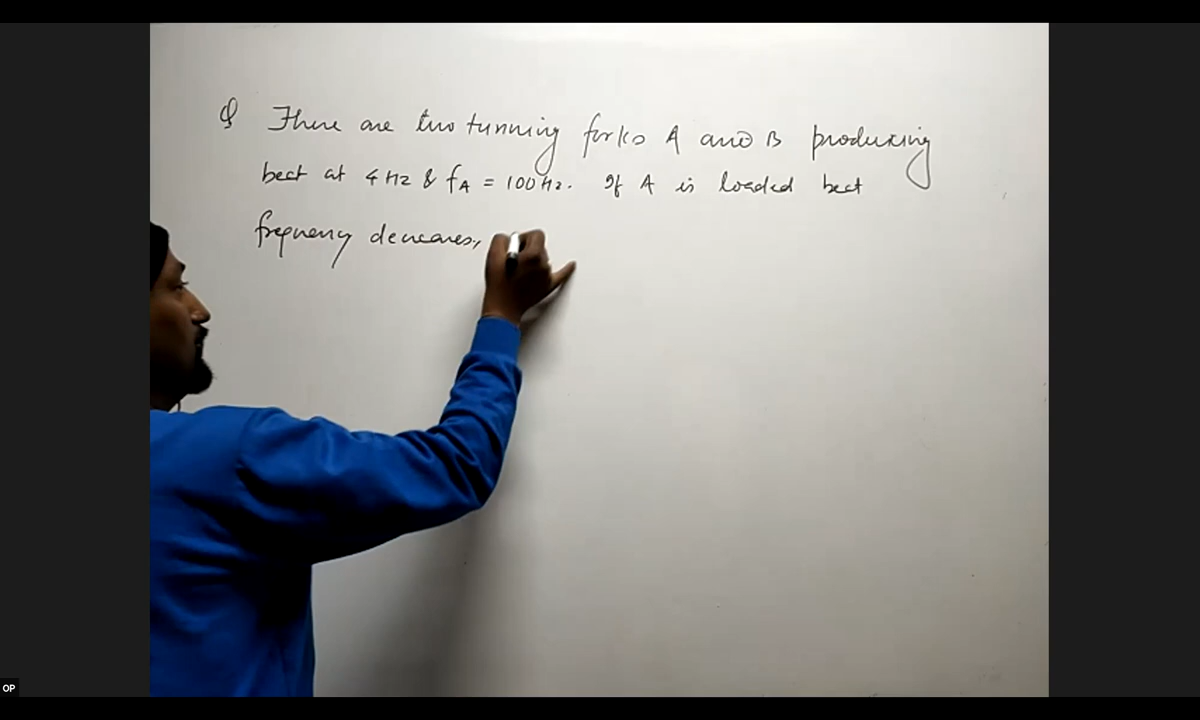 Q There are two tunning forks A and B producing
beat at 4 Hz & fA = 100 Hz. If A is loaded beat
frequency decreases,
OP